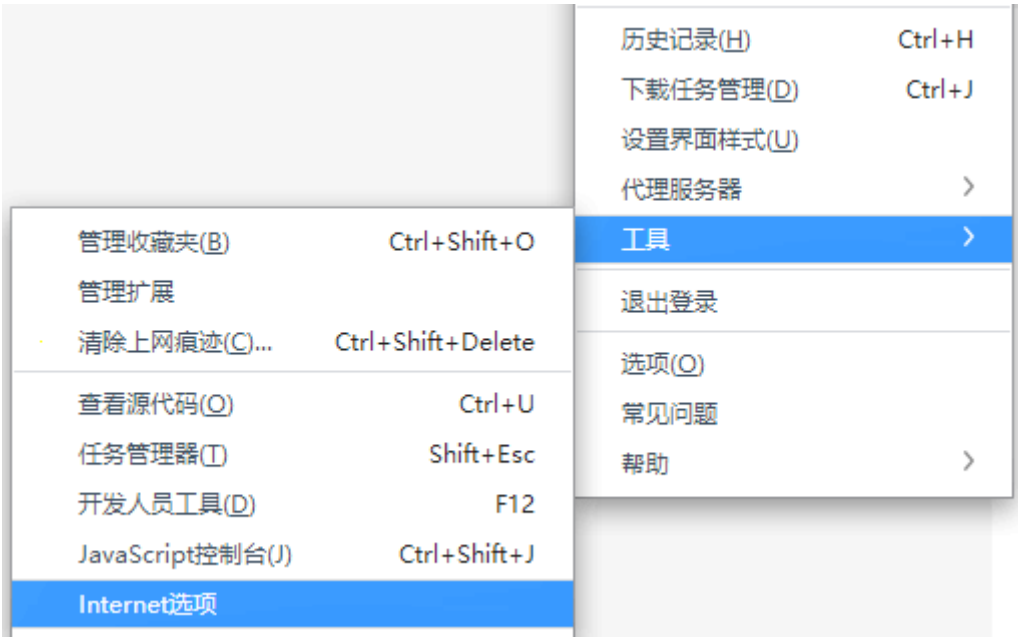 历史记录(H) Ctrl+H
下载任务管理(D) Ctrl+J
设置界面样式(U)
代理服务器
工具
退出登录
选项(O)
常见问题
帮助
管理收藏夹(B) Ctrl+Shift+O
管理扩展
清除上网痕迹(C)... Ctrl+Shift+Delete
查看源代码(O) Ctrl+U
任务管理器(T) Shift+Esc
开发人员工具(D) F12
JavaScript控制台(J) Ctrl+Shift+J
Internet选项